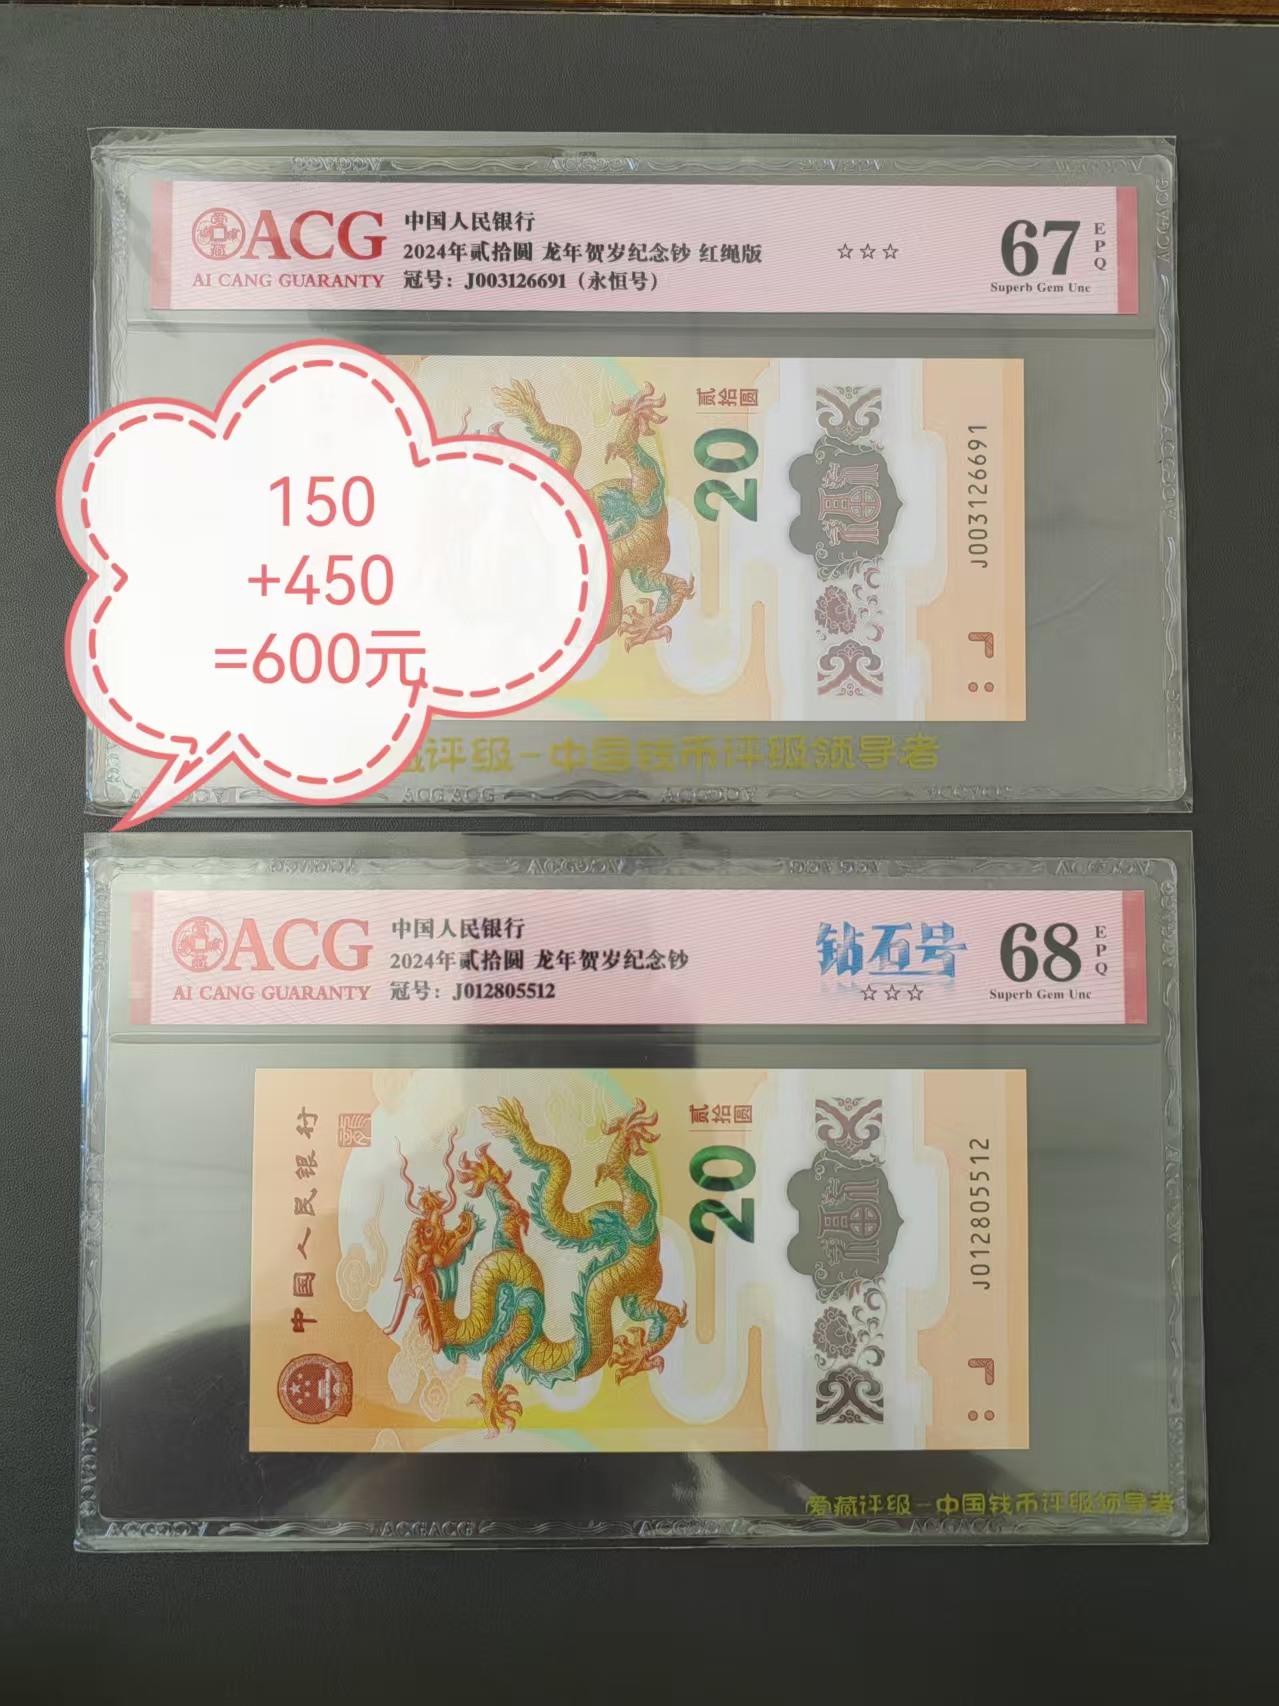 ACG
AI CANG GUARANTY
中国人民银行
2024年贰拾圆 龙年贺岁纪念钞 红绳版
冠号：J003126691（永恒号）
☆☆☆
67
EPQ
Superb Gem Unc
贰拾圆
20
J003126691
150
+450
=600元
评级-中国钱币评级领导者
ACG
AI CANG GUARANTY
中国人民银行
2024年贰拾圆 龙年贺岁纪念钞
冠号：J012805512
钻石号
☆☆☆
68
EPQ
Superb Gem Unc
中国人民银行
贰拾圆
20
J012805512
爱藏评级-中国钱币评级领导者